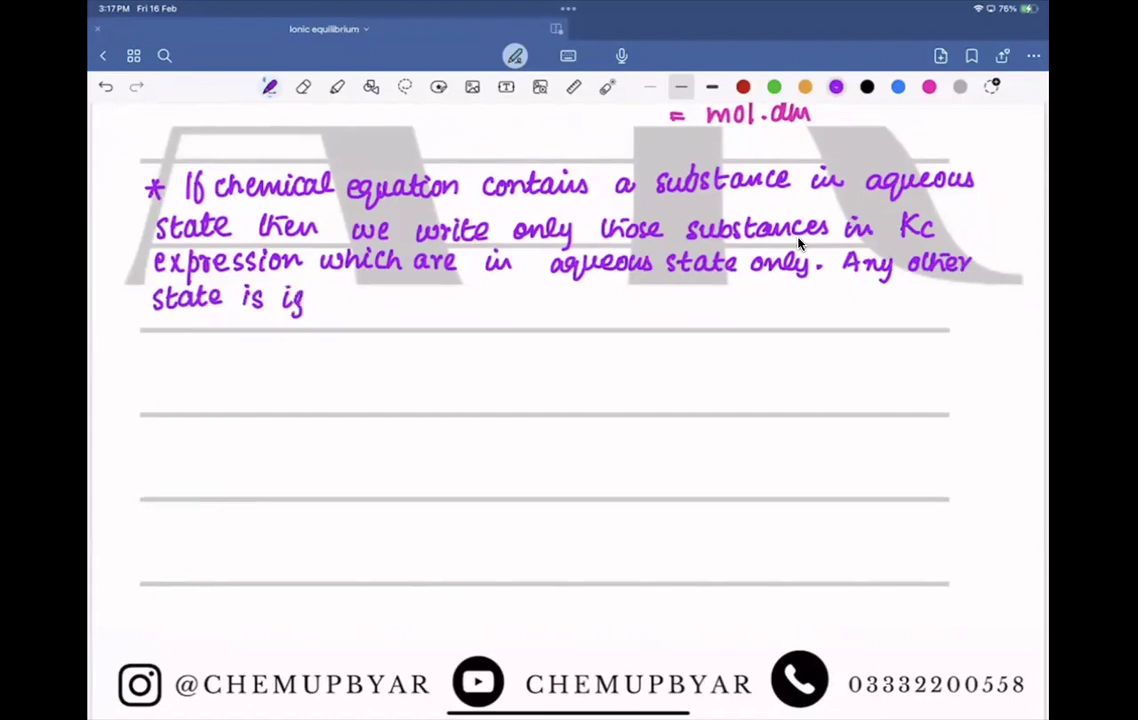 3:17 PM Fri 16 Feb
76%
Ionic equilibrium
= mol.dm
* If chemical equation contains a substance in aqueous
state then we write only those substances in Kc
expression which are in aqueous state only. Any other
state is ig
@CHEMUPBYAR CHEMUPBYAR 03332200558